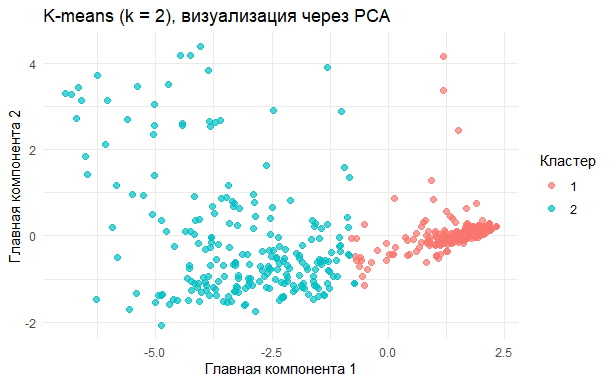 K-means (k = 2), визуализация через PCA
Главная компонента 2
4
2
0
-2
-5.0
-2.5
0.0
2.5
Главная компонента 1
Кластер
1
2